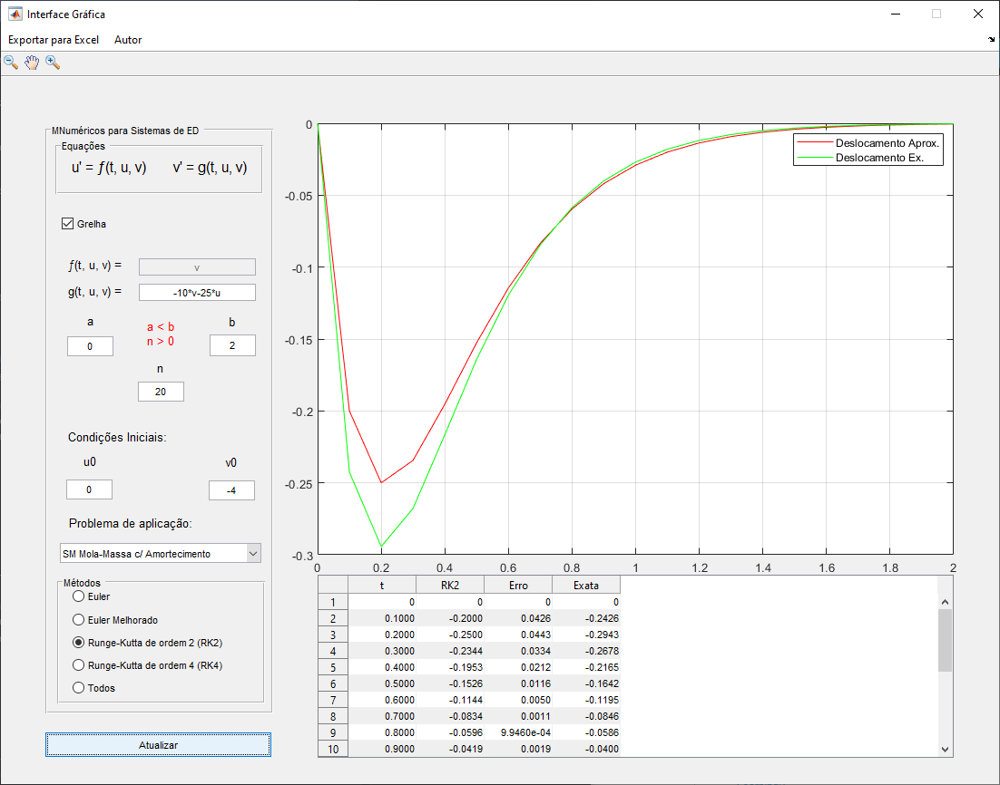 Interface Gráfica
Exportar para Excel Autor
MNuméricos para Sistemas de ED
Equações
u' = ƒ(t, u, v) v' = g(t, u, v)
Grelha
ƒ(t, u, v) = v
g(t, u, v) = -10*v-25*u
a a < b b
0 n > 0 2
n
20
Condições Iniciais:
u0 v0
0 -4
Problema de aplicação:
SM Mola-Massa c/ Amortecimento
Métodos
Euler
Euler Melhorado
Runge-Kutta de ordem 2 (RK2)
Runge-Kutta de ordem 4 (RK4)
Todos
Atualizar
0
-0.05
-0.1
-0.15
-0.2
-0.25
-0.3
0 0.2 0.4 0.6 0.8 1 1.2 1.4 1.6 1.8 2
Deslocamento Aprox.
Deslocamento Ex.
t RK2 Erro Exata
1 0 0 0 0
2 0.1000 -0.2000 0.0426 -0.2426
3 0.2000 -0.2500 0.0443 -0.2943
4 0.3000 -0.2344 0.0334 -0.2678
5 0.4000 -0.1953 0.0212 -0.2165
6 0.5000 -0.1526 0.0116 -0.1642
7 0.6000 -0.1144 0.0050 -0.1195
8 0.7000 -0.0834 0.0011 -0.0846
9 0.8000 -0.0596 9.9460e-04 -0.0586
10 0.9000 -0.0419 0.0019 -0.0400